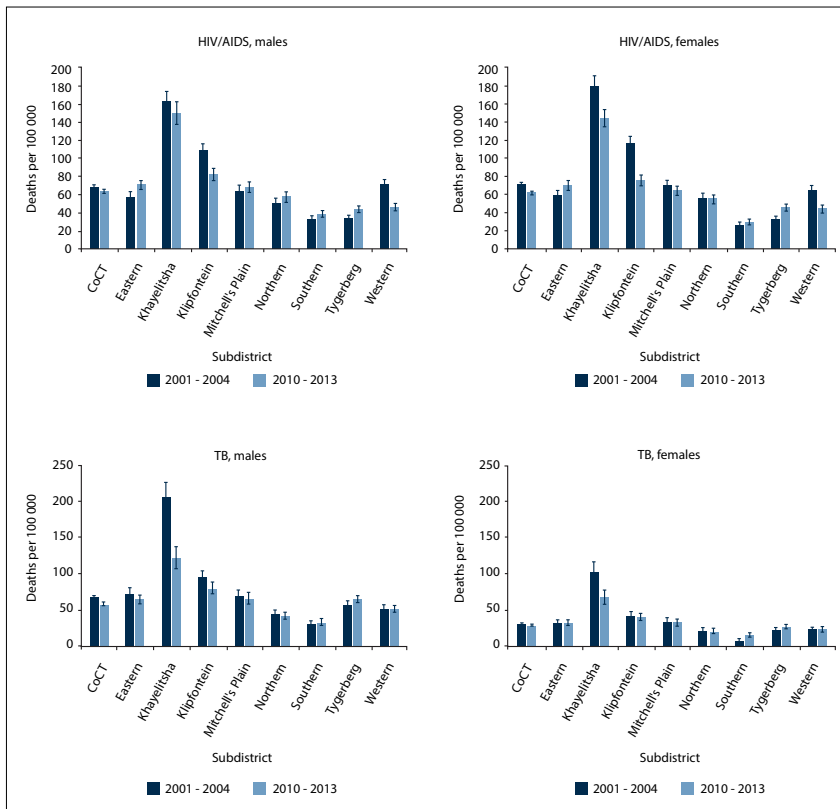 HIV/AIDS, males
Deaths per 100 000
200
180
160
140
120
100
80
60
40
20
0
CoCT
Eastern
Khayelitsha
Klipfontein
Mitchell's Plain
Northern
Southern
Tygerberg
Western
Subdistrict
2001 - 2004 2010 - 2013
HIV/AIDS, females
Deaths per 100 000
200
180
160
140
120
100
80
60
40
20
0
CoCT
Eastern
Khayelitsha
Klipfontein
Mitchell's Plain
Northern
Southern
Tygerberg
Western
Subdistrict
2001 - 2004 2010 - 2013
TB, males
Deaths per 100 000
250
200
150
100
50
0
CoCT
Eastern
Khayelitsha
Klipfontein
Mitchell's Plain
Northern
Southern
Tygerberg
Western
Subdistrict
2001 - 2004 2010 - 2013
TB, females
Deaths per 100 000
250
200
150
100
50
0
CoCT
Eastern
Khayelitsha
Klipfontein
Mitchell's Plain
Northern
Southern
Tygerberg
Western
Subdistrict
2001 - 2004 2010 - 2013